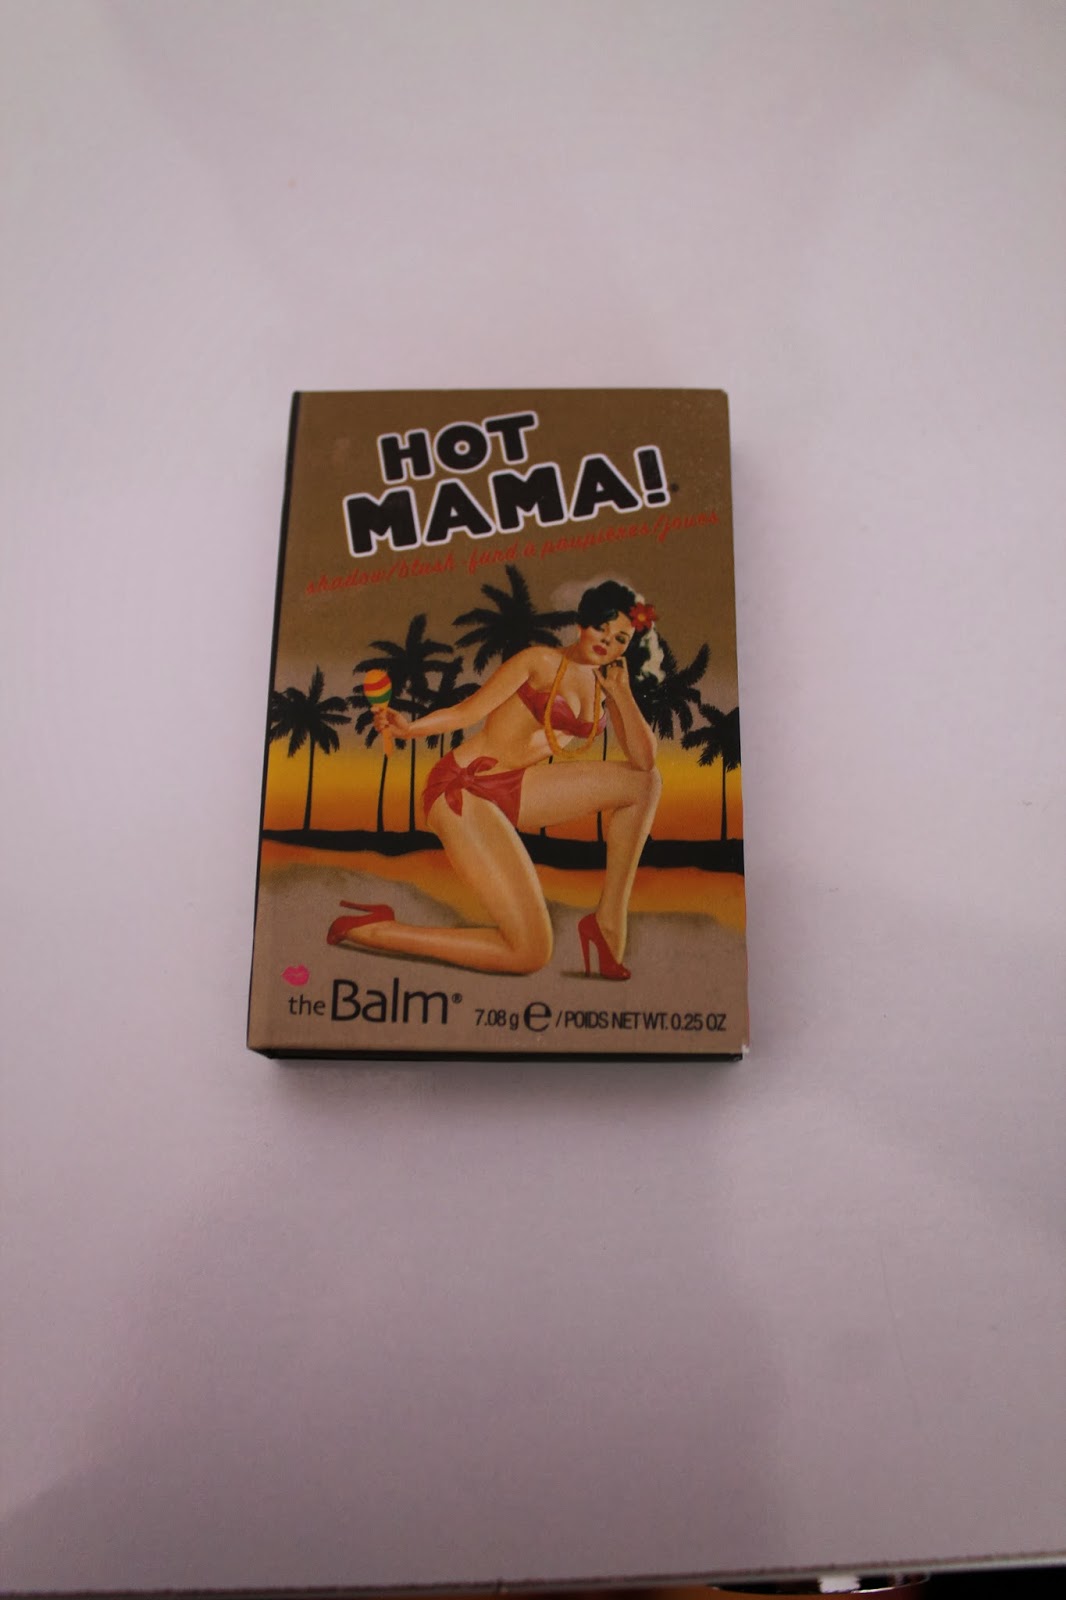 HOT
MAMA!®
shadow/blush · fard à paupières/joues
the Balm® 7.08 g e / POIDS NET WT. 0.25 OZ